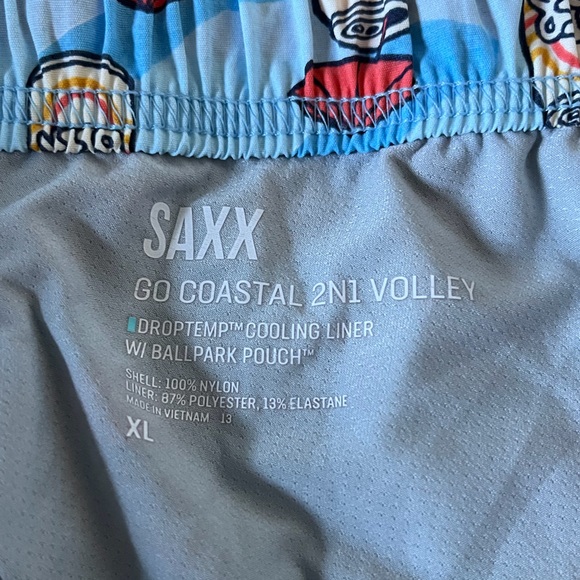 SAXX
GO COASTAL 2N1 VOLLEY
DROPTEMP™ COOLING LINER
W/ BALLPARK POUCH™
SHELL: 100% NYLON
LINER: 87% POLYESTER, 13% ELASTANE
MADE IN VIETNAM 13
XL